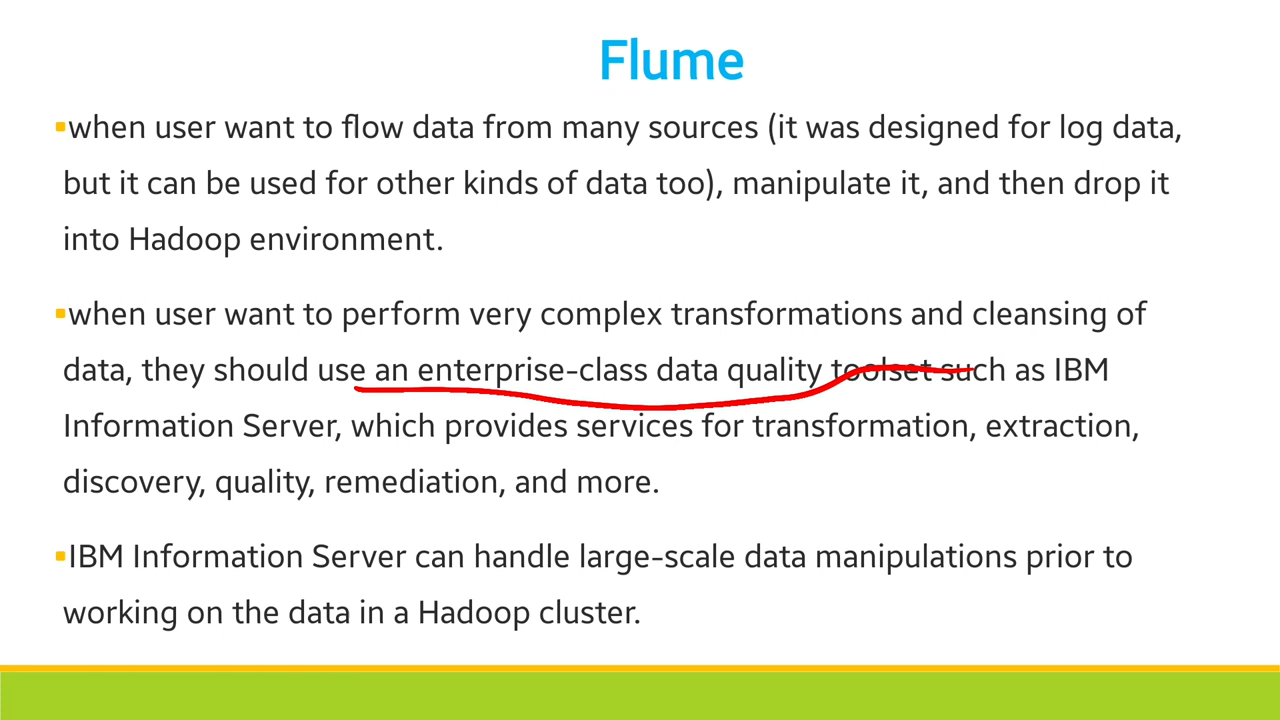 Flume
▪when user want to flow data from many sources (it was designed for log data,
but it can be used for other kinds of data too), manipulate it, and then drop it
into Hadoop environment.
▪when user want to perform very complex transformations and cleansing of
data, they should use an enterprise-class data quality toolset such as IBM
Information Server, which provides services for transformation, extraction,
discovery, quality, remediation, and more.
▪IBM Information Server can handle large-scale data manipulations prior to
working on the data in a Hadoop cluster.